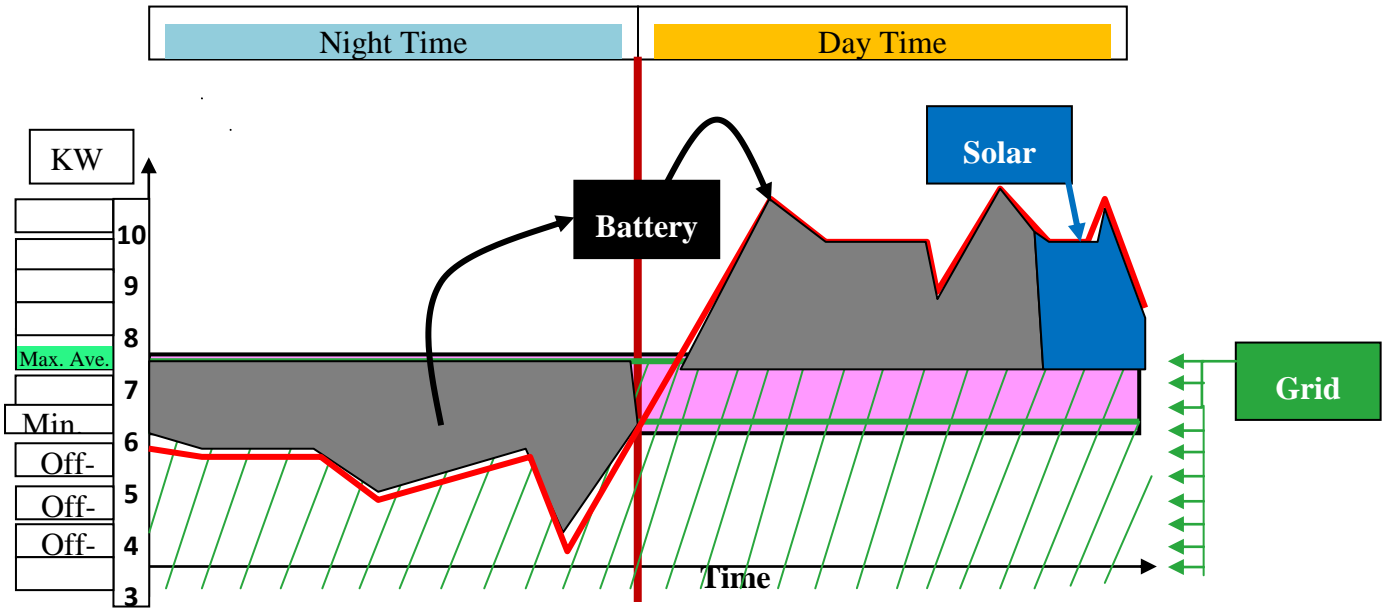 Night Time
Day Time
KW
Solar
Battery
10
9
8
Max. Ave.
7
Grid
Min.
6
Off-
5
Off-
Off-
4
Time
3